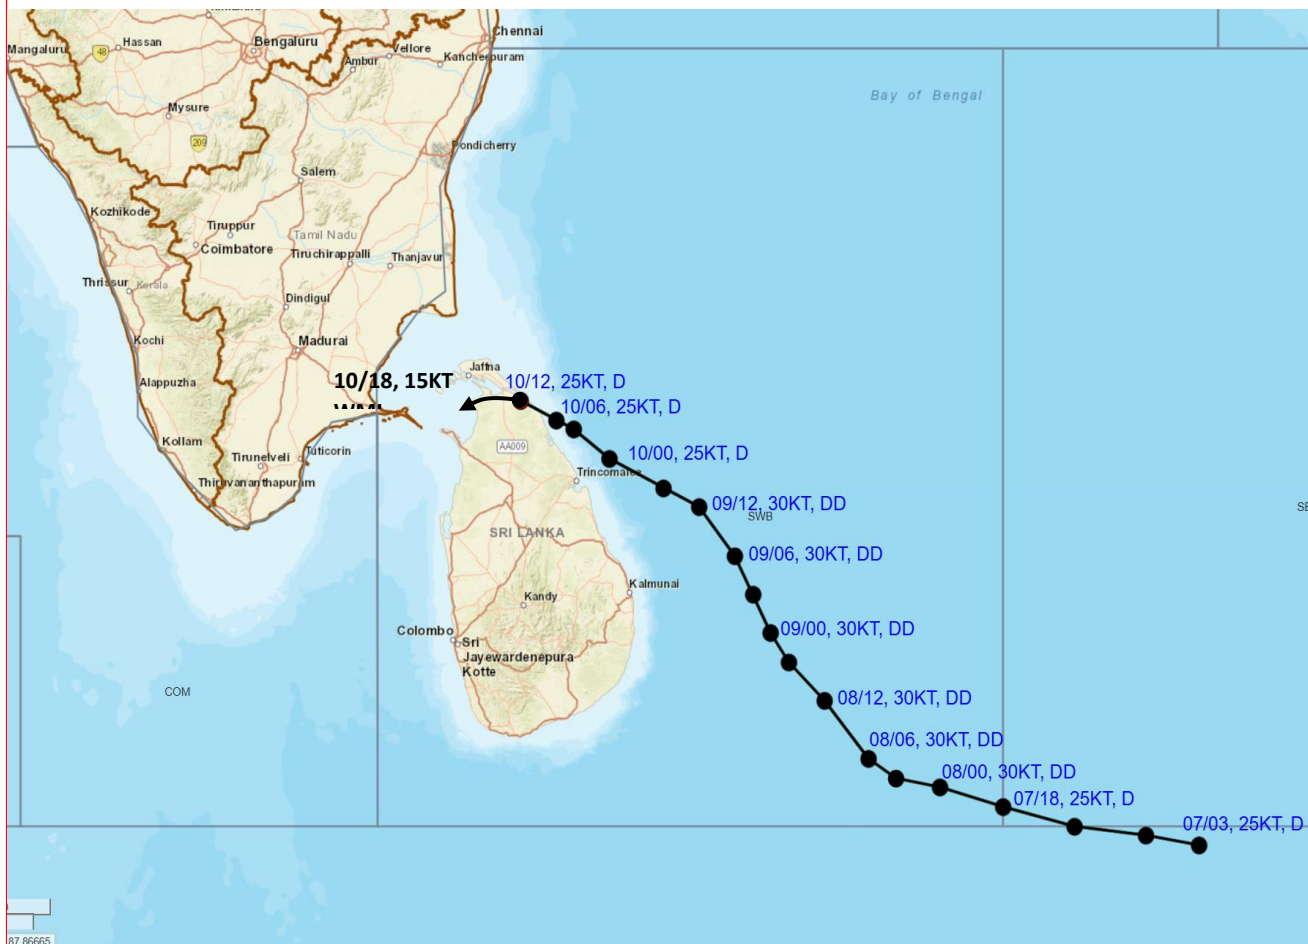 Chennai
Mangaluru
48
Hassan
Bengaluru
Vellore
Ambur
Kancheepuram
Bay of Bengal
Mysure
209
Pondicherry
Salem
Kozhikode
Tiruppur
Tamil Nadu
Coimbatore
Tiruchirappalli
Thanjavur
Thrissur
Kerala
Dindigul
Kochi
Madurai
Jaffna
10/18, 15KT
10/12, 25KT, D
Alappuzha
10/06, 25KT, D
Kollam
AA009
10/00, 25KT, D
Tirunelveli
Tuticorin
Thiruvananthapuram
Trincomalee
09/12, 30KT, DD
SWB
SRI LANKA
09/06, 30KT, DD
Kalmunai
Kandy
Colombo
Sri
Jayewardenepura
Kotte
09/00, 30KT, DD
COM
08/12, 30KT, DD
08/06, 30KT, DD
08/00, 30KT, DD
07/18, 25KT, D
07/03, 25KT, D
87.86665